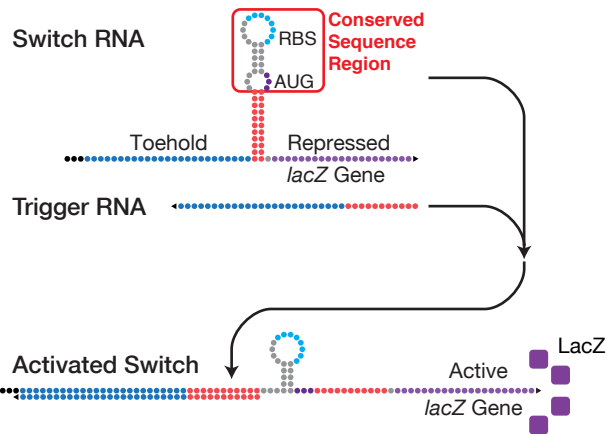 Switch RNA
RBS
Conserved
Sequence
Region
AUG
Toehold
Repressed
lacZ Gene
Trigger RNA
Activated Switch
Active
lacZ Gene
LacZ